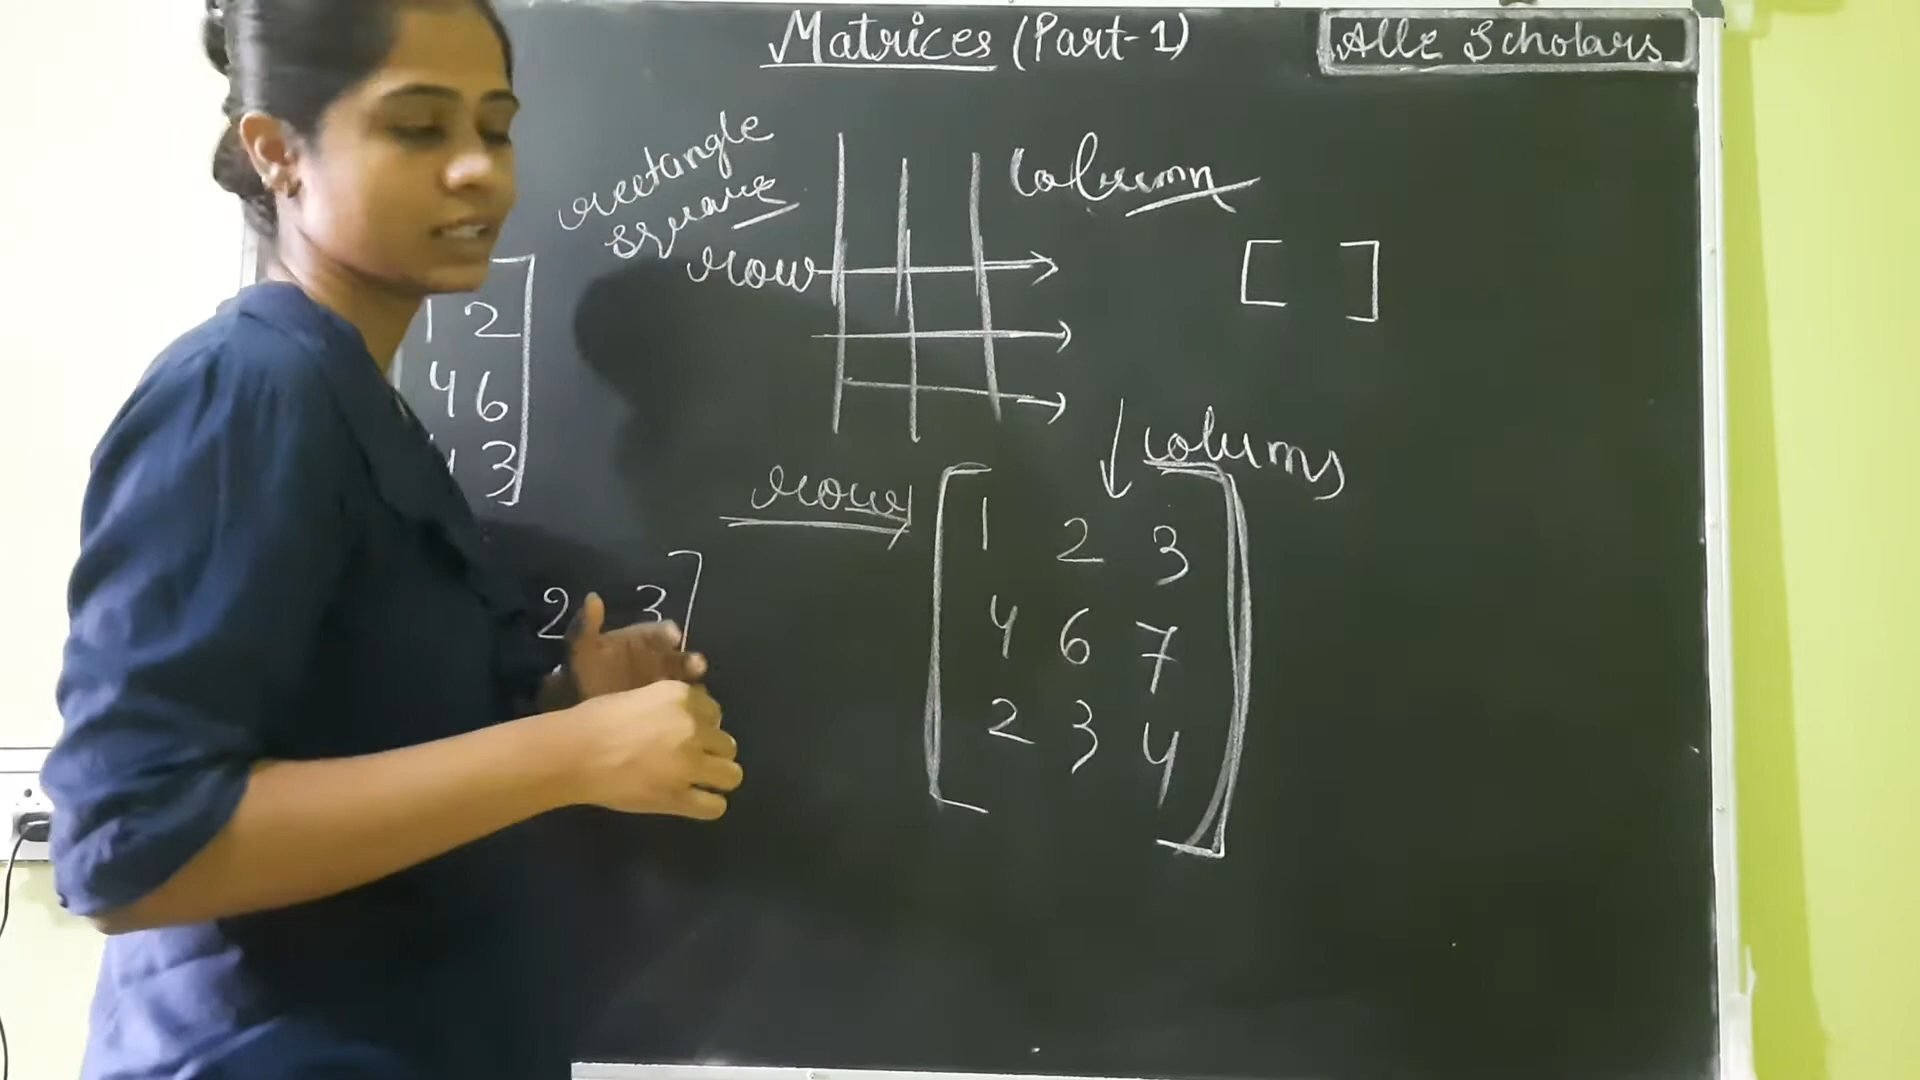 Matrices (Part-1)
Alle Scholars
rectangle
square
column
row
[ ]
1 2
4 6
3
2 3
row
colums
1 2 3
4 6 7
2 3 4